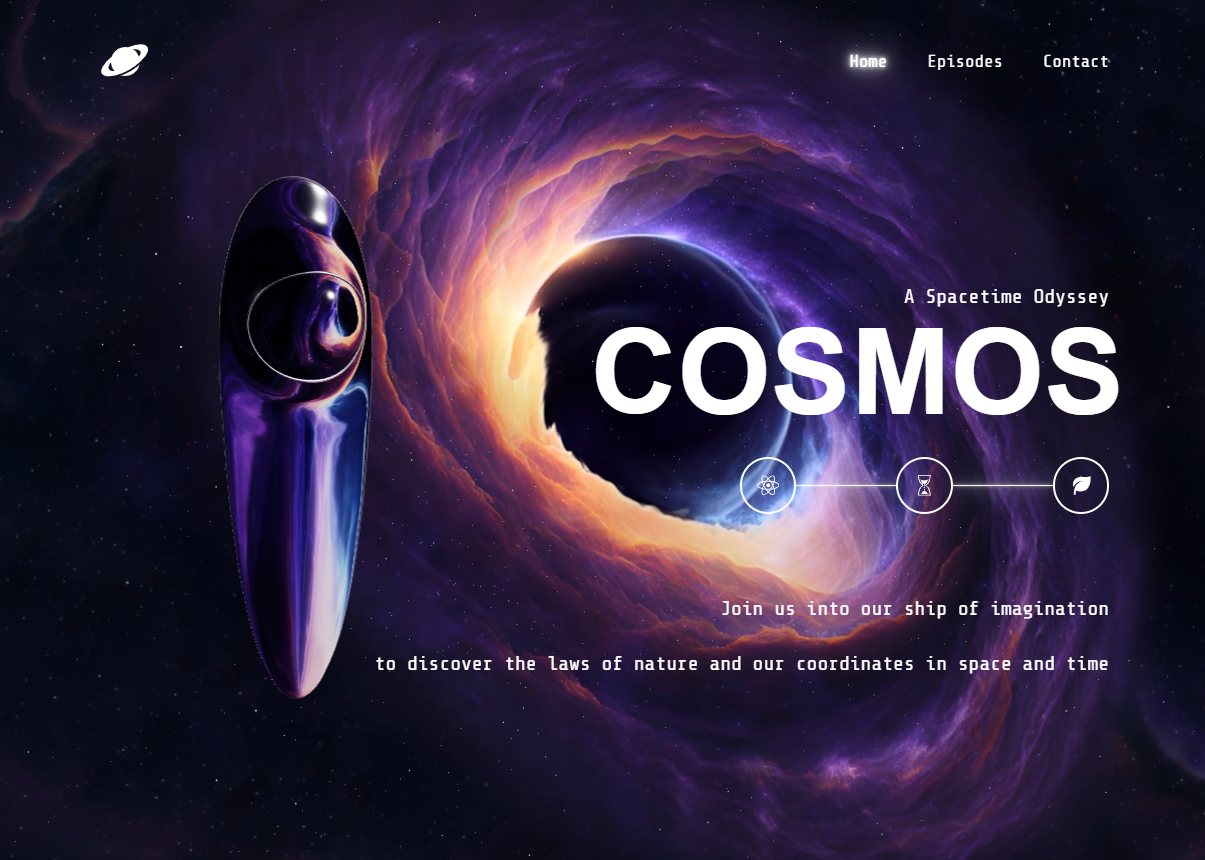 Home Episodes Contact
A Spacetime Odyssey
COSMOS
Join us into our ship of imagination
to discover the laws of nature and our coordinates in space and time